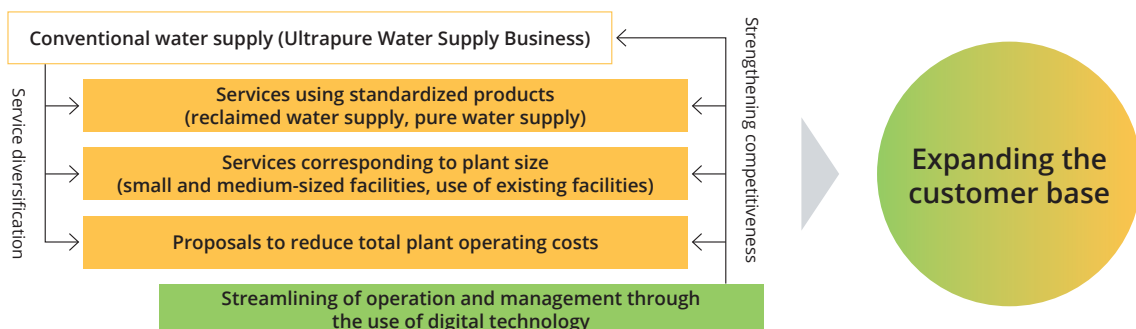 Conventional water supply (Ultrapure Water Supply Business)
Service diversification
Services using standardized products
(reclaimed water supply, pure water supply)
Services corresponding to plant size
(small and medium-sized facilities, use of existing facilities)
Proposals to reduce total plant operating costs
Streamlining of operation and management through
the use of digital technology
Strengthening competitiveness
Expanding the
customer base